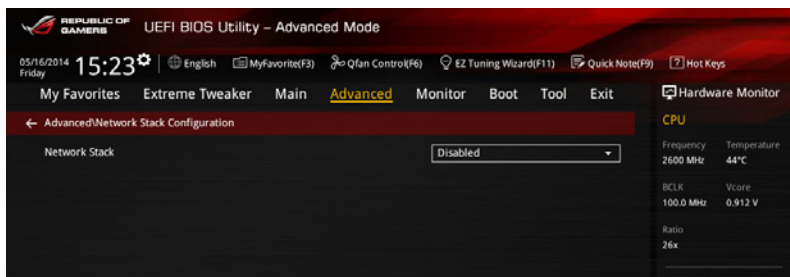 REPUBLIC OF
GAMERS
UEFI BIOS Utility – Advanced Mode
05/16/2014
Friday
15:23
English
MyFavorite(F3)
Qfan Control(F6)
EZ Tuning Wizard(F11)
Quick Note(F9)
? Hot Keys
My Favorites Extreme Tweaker Main Advanced Monitor Boot Tool Exit
Hardware Monitor
← Advanced\Network Stack Configuration
Network Stack Disabled
CPU
Frequency Temperature
2600 MHz 44°C
BCLK Vcore
100.0 MHz 0.912 V
Ratio
26x